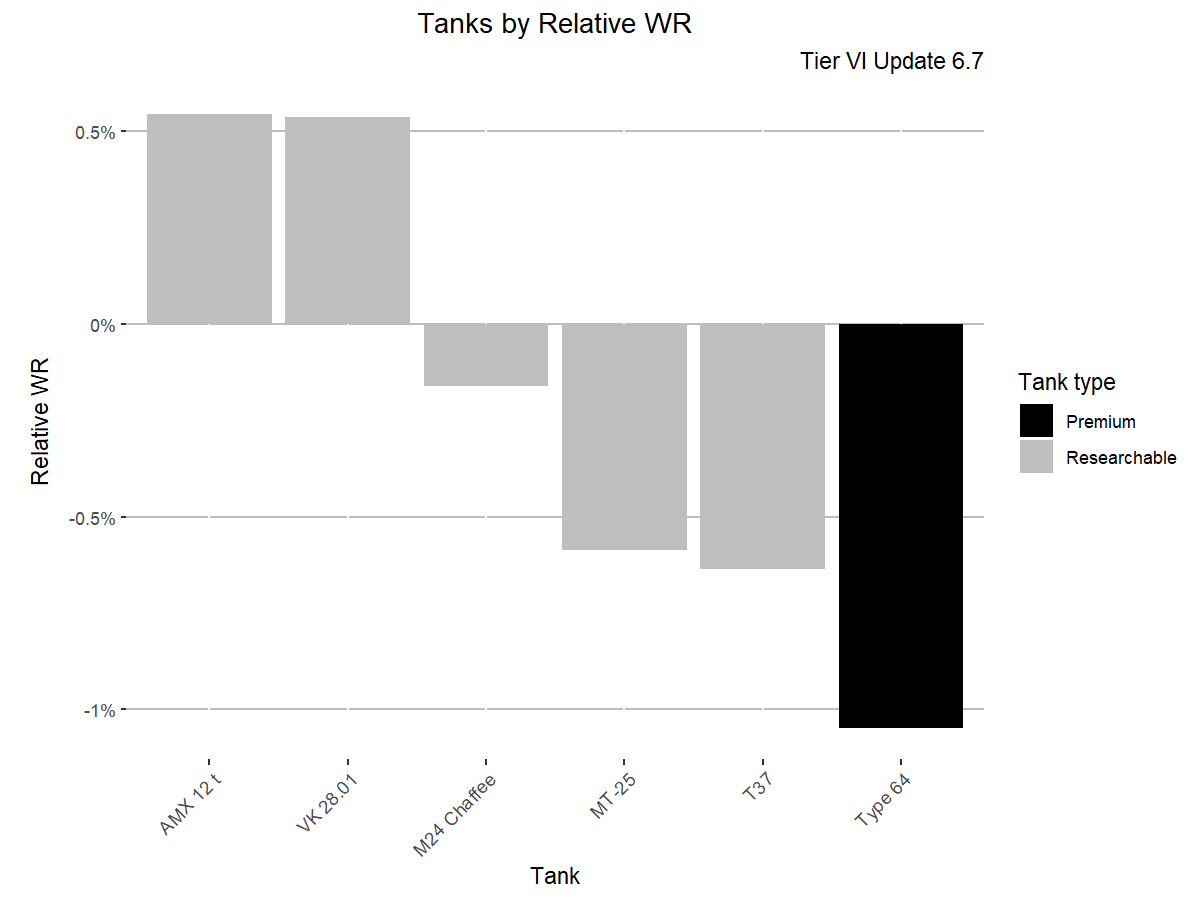 Tanks by Relative WR
Tier VI Update 6.7
Relative WR
0.5%
0%
-0.5%
-1%
AMX 12 t
VK 28.01
M24 Chaffee
MT-25
T37
Type 64
Tank
Tank type
Premium
Researchable